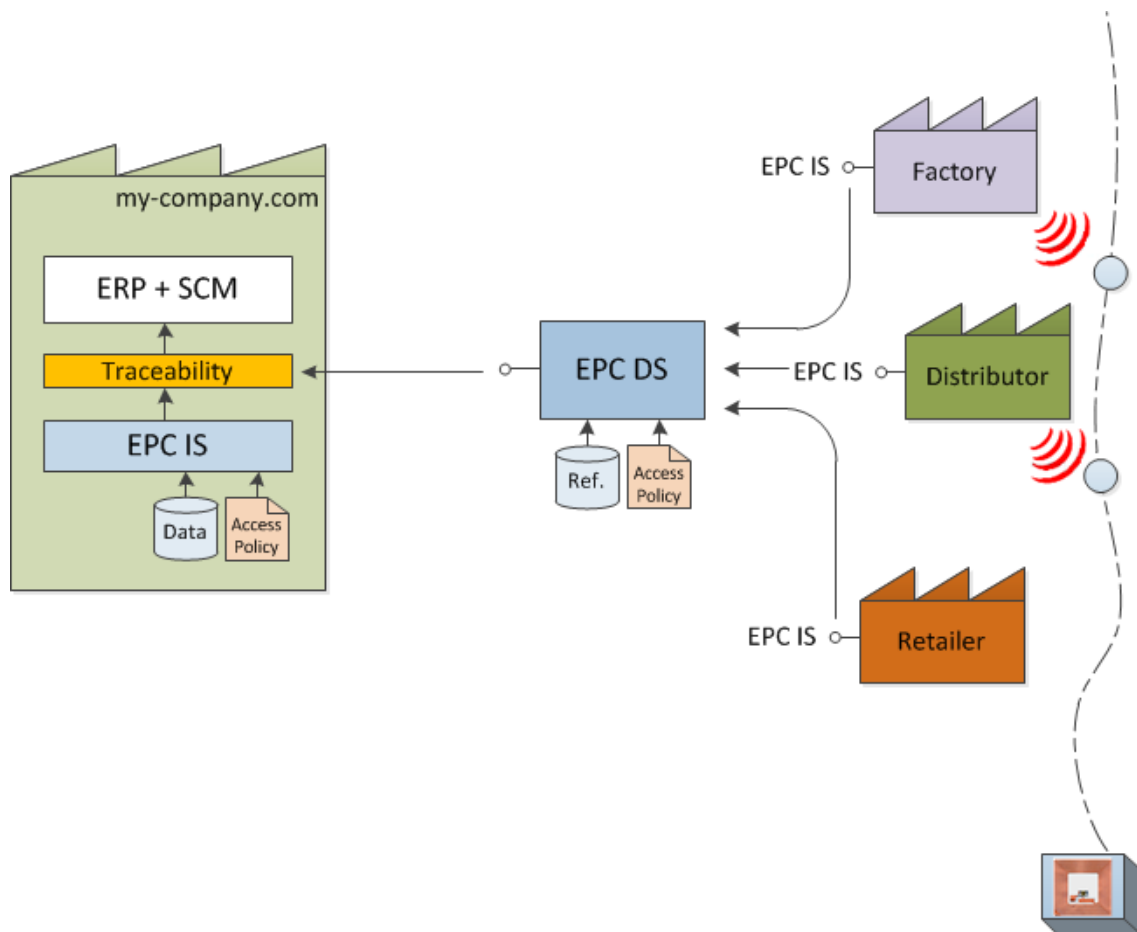 my-company.com
ERP + SCM
Traceability
EPC IS
Data
Access
Policy
EPC DS
Ref.
Access
Policy
EPC IS
Factory
EPC IS
Distributor
EPC IS
Retailer